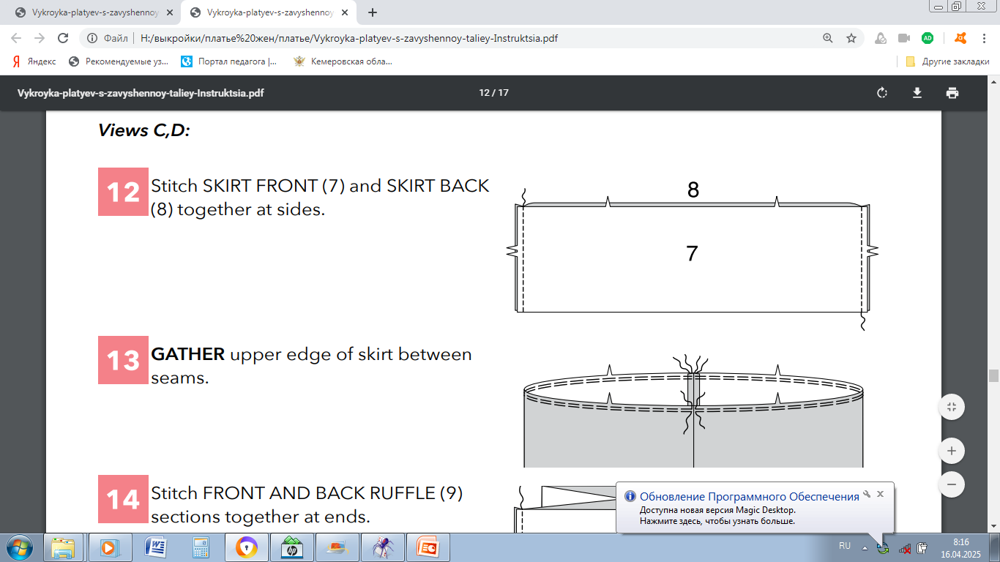 Vykroyka-platyev-s-zavyshennoy
Vykroyka-platyev-s-zavyshennoy
Файл
H:/выкройки/платье%20жен/платье/Vykroyka-platyev-s-zavyshennoy-taliey-Instruktsia.pdf
AD
Я Яндекс
Рекомендуемые уз...
Портал педагога |...
Кемеровская обла...
Другие закладки
Vykroyka-platyev-s-zavyshennoy-taliey-Instruktsia.pdf
12 / 17
Views C,D:
12 Stitch SKIRT FRONT (7) and SKIRT BACK
(8) together at sides.
8
7
13 GATHER upper edge of skirt between
seams.
14 Stitch FRONT AND BACK RUFFLE (9)
sections together at ends.
Обновление Программного Обеспечения
Доступна новая версия Magic Desktop.
Нажмите здесь, чтобы узнать больше.
W
hp
P
RU
8:16
16.04.2025